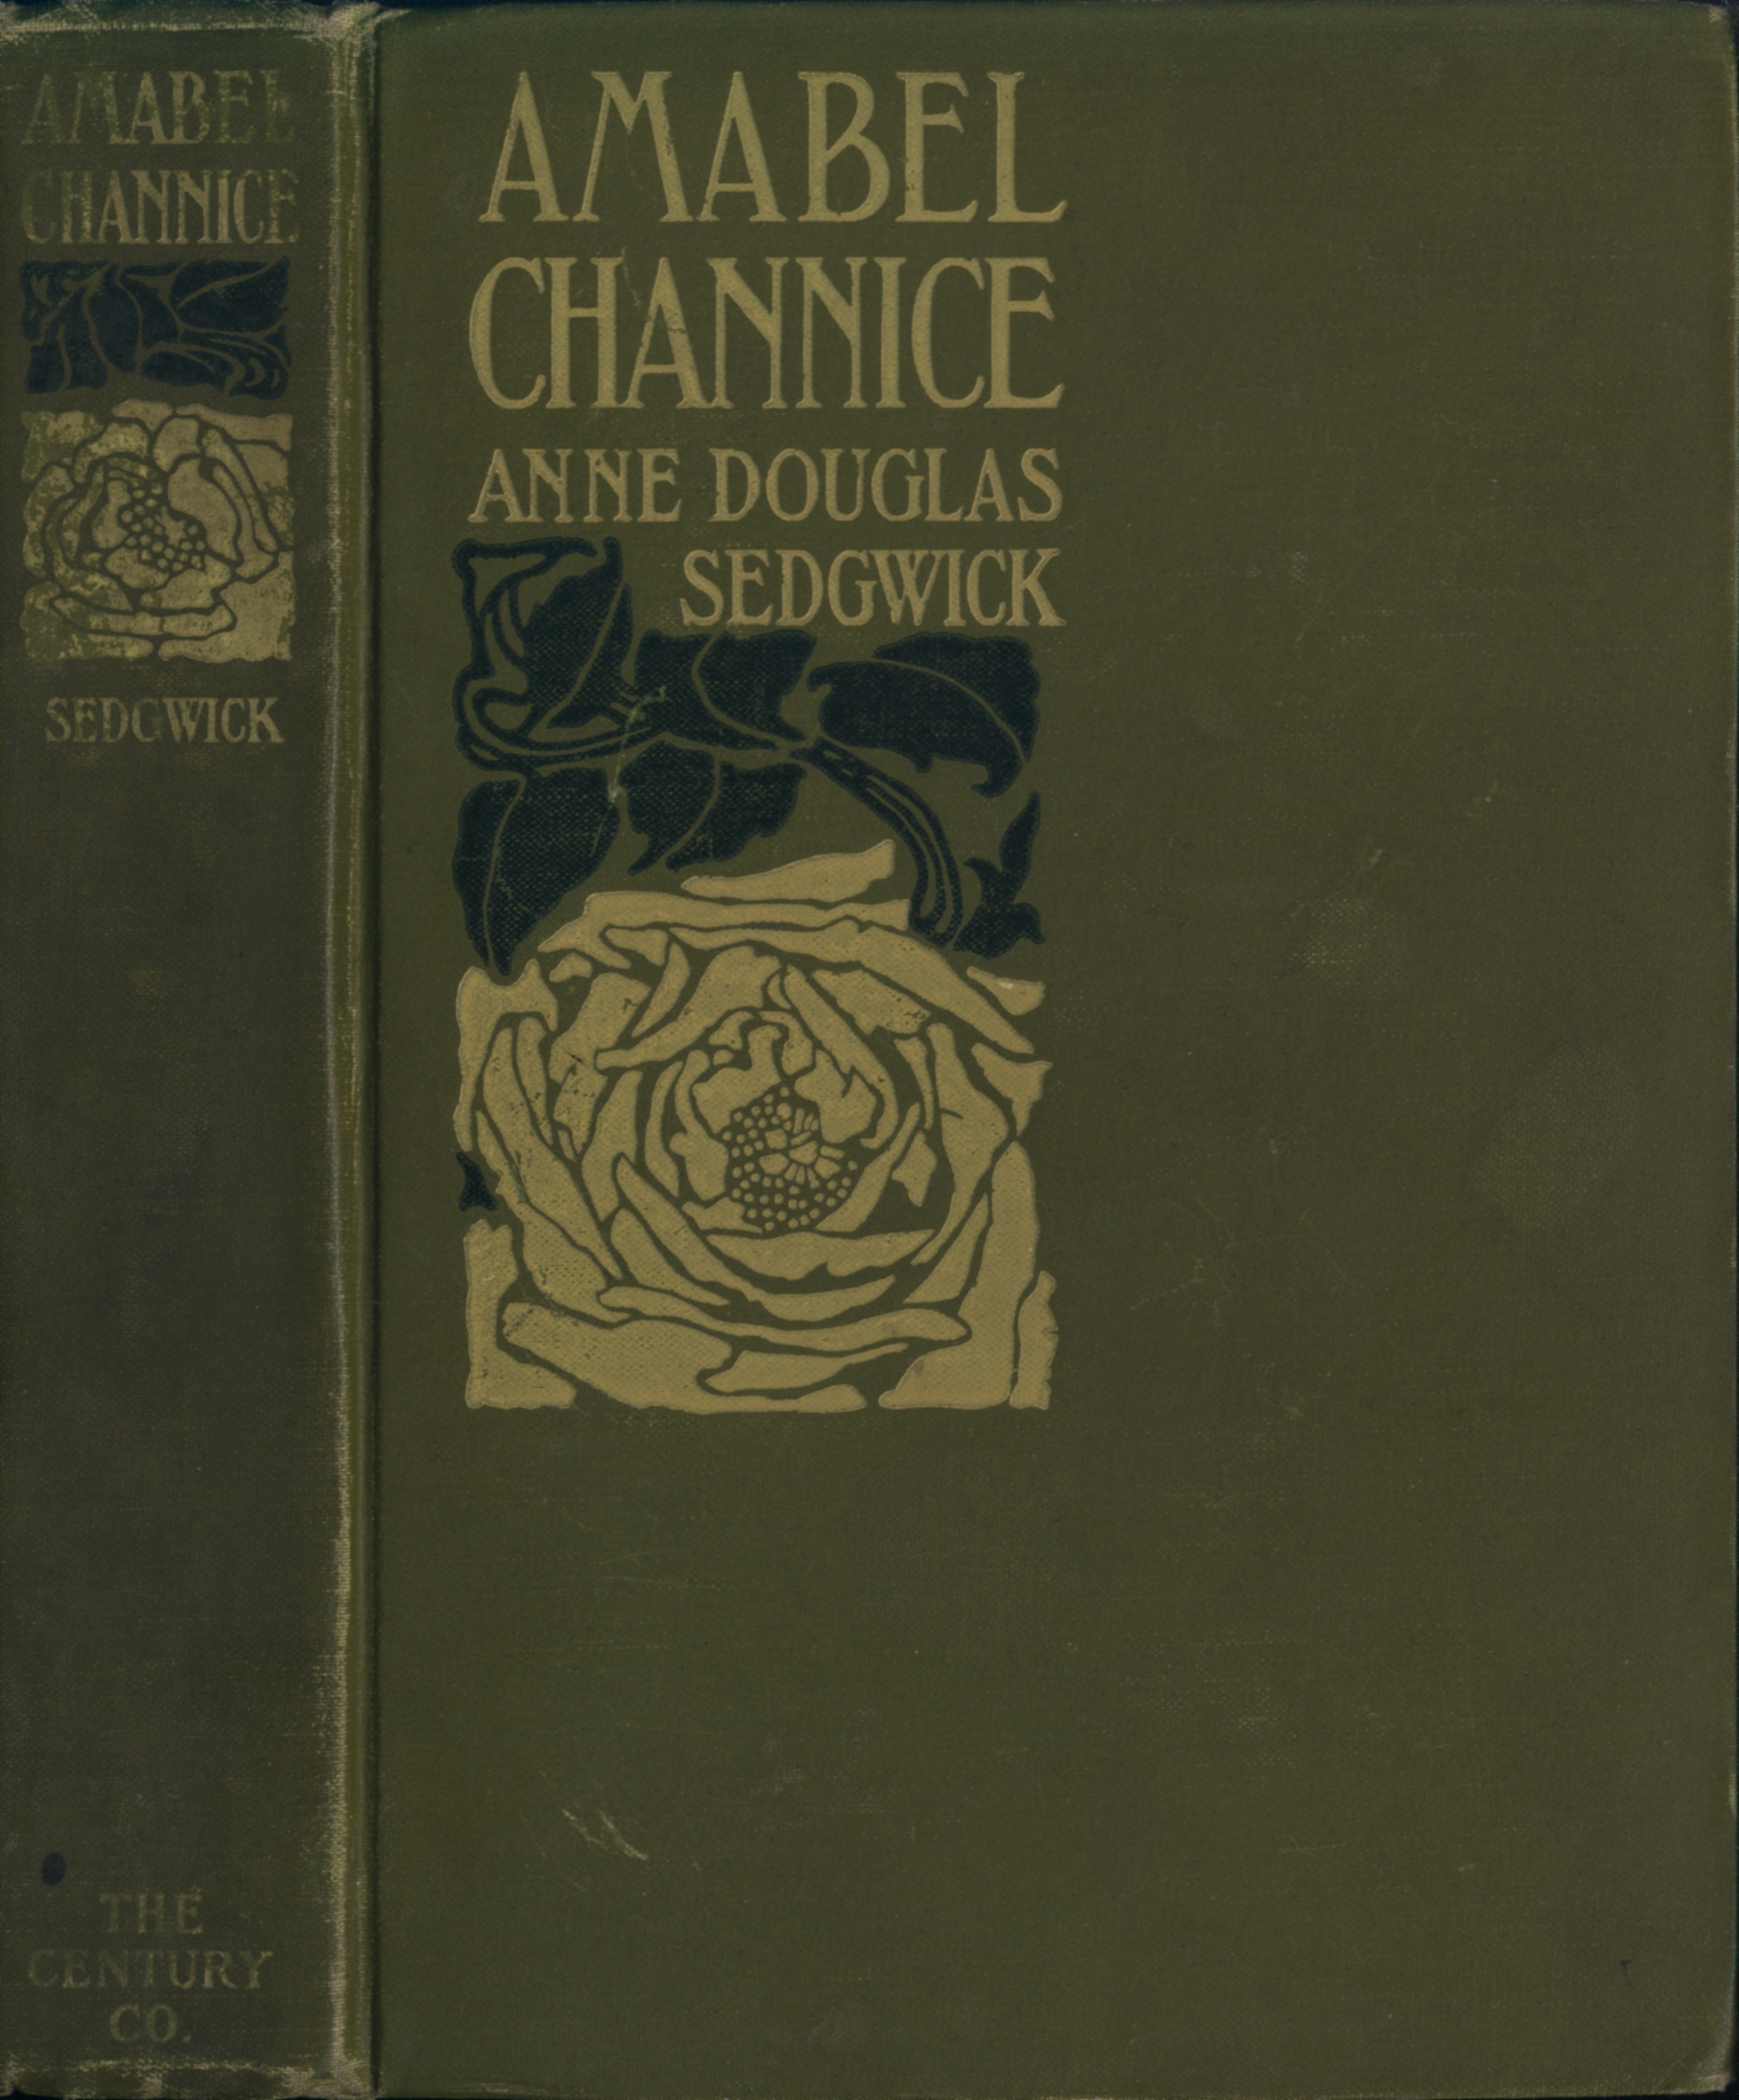 AMABEL
CHANNICE
SEDGWICK
THE
CENTURY
CO.
AMABEL
CHANNICE
ANNE DOUGLAS
SEDGWICK